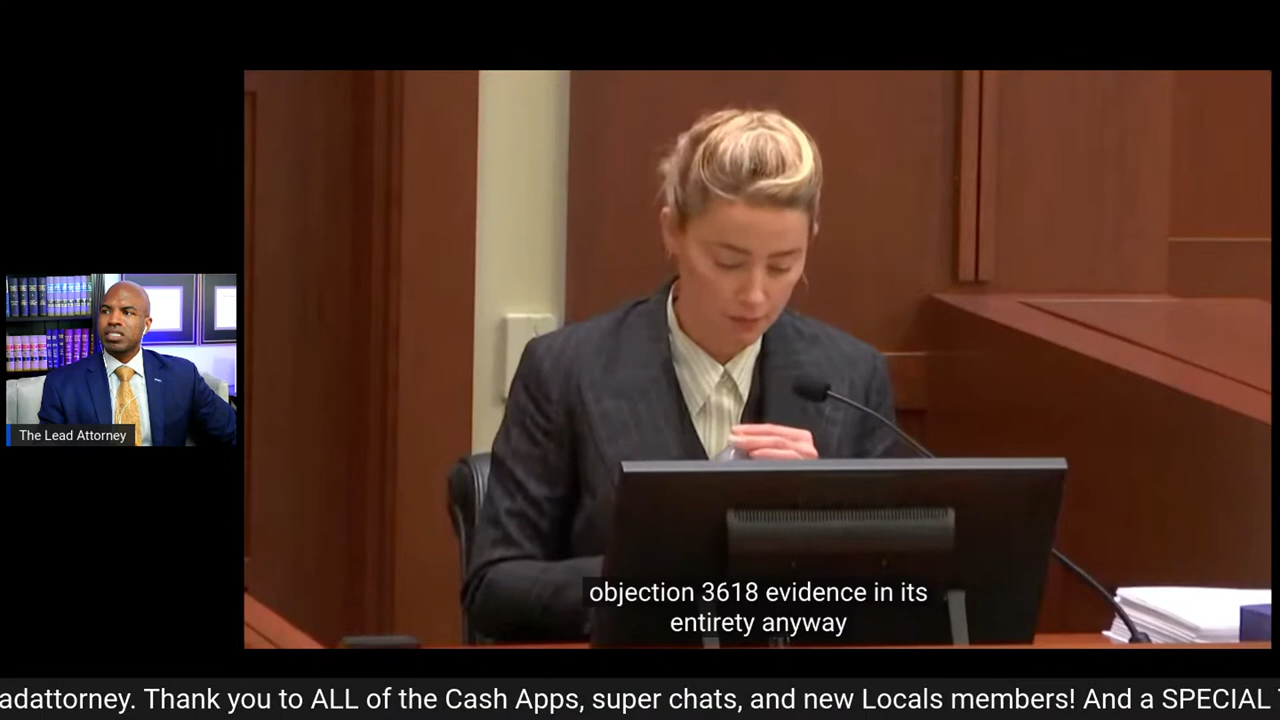 The Lead Attorney
objection 3618 evidence in its
entirety anyway
adattorney. Thank you to ALL of the Cash Apps, super chats, and new Locals members! And a SPECIAL